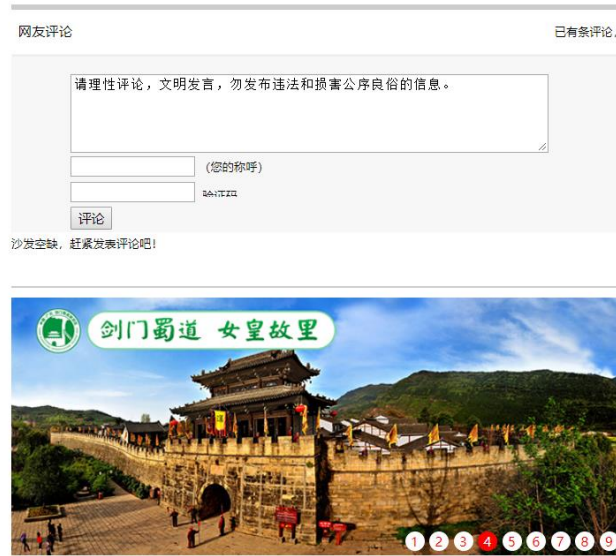 网友评论
已有条评论,
请理性评论，文明发言，勿发布违法和损害公序良俗的信息。
（您的称呼）
验证码
评论
沙发空缺，赶紧发表评论吧！
剑门蜀道 女皇故里
1 2 3 4 5 6 7 8 9